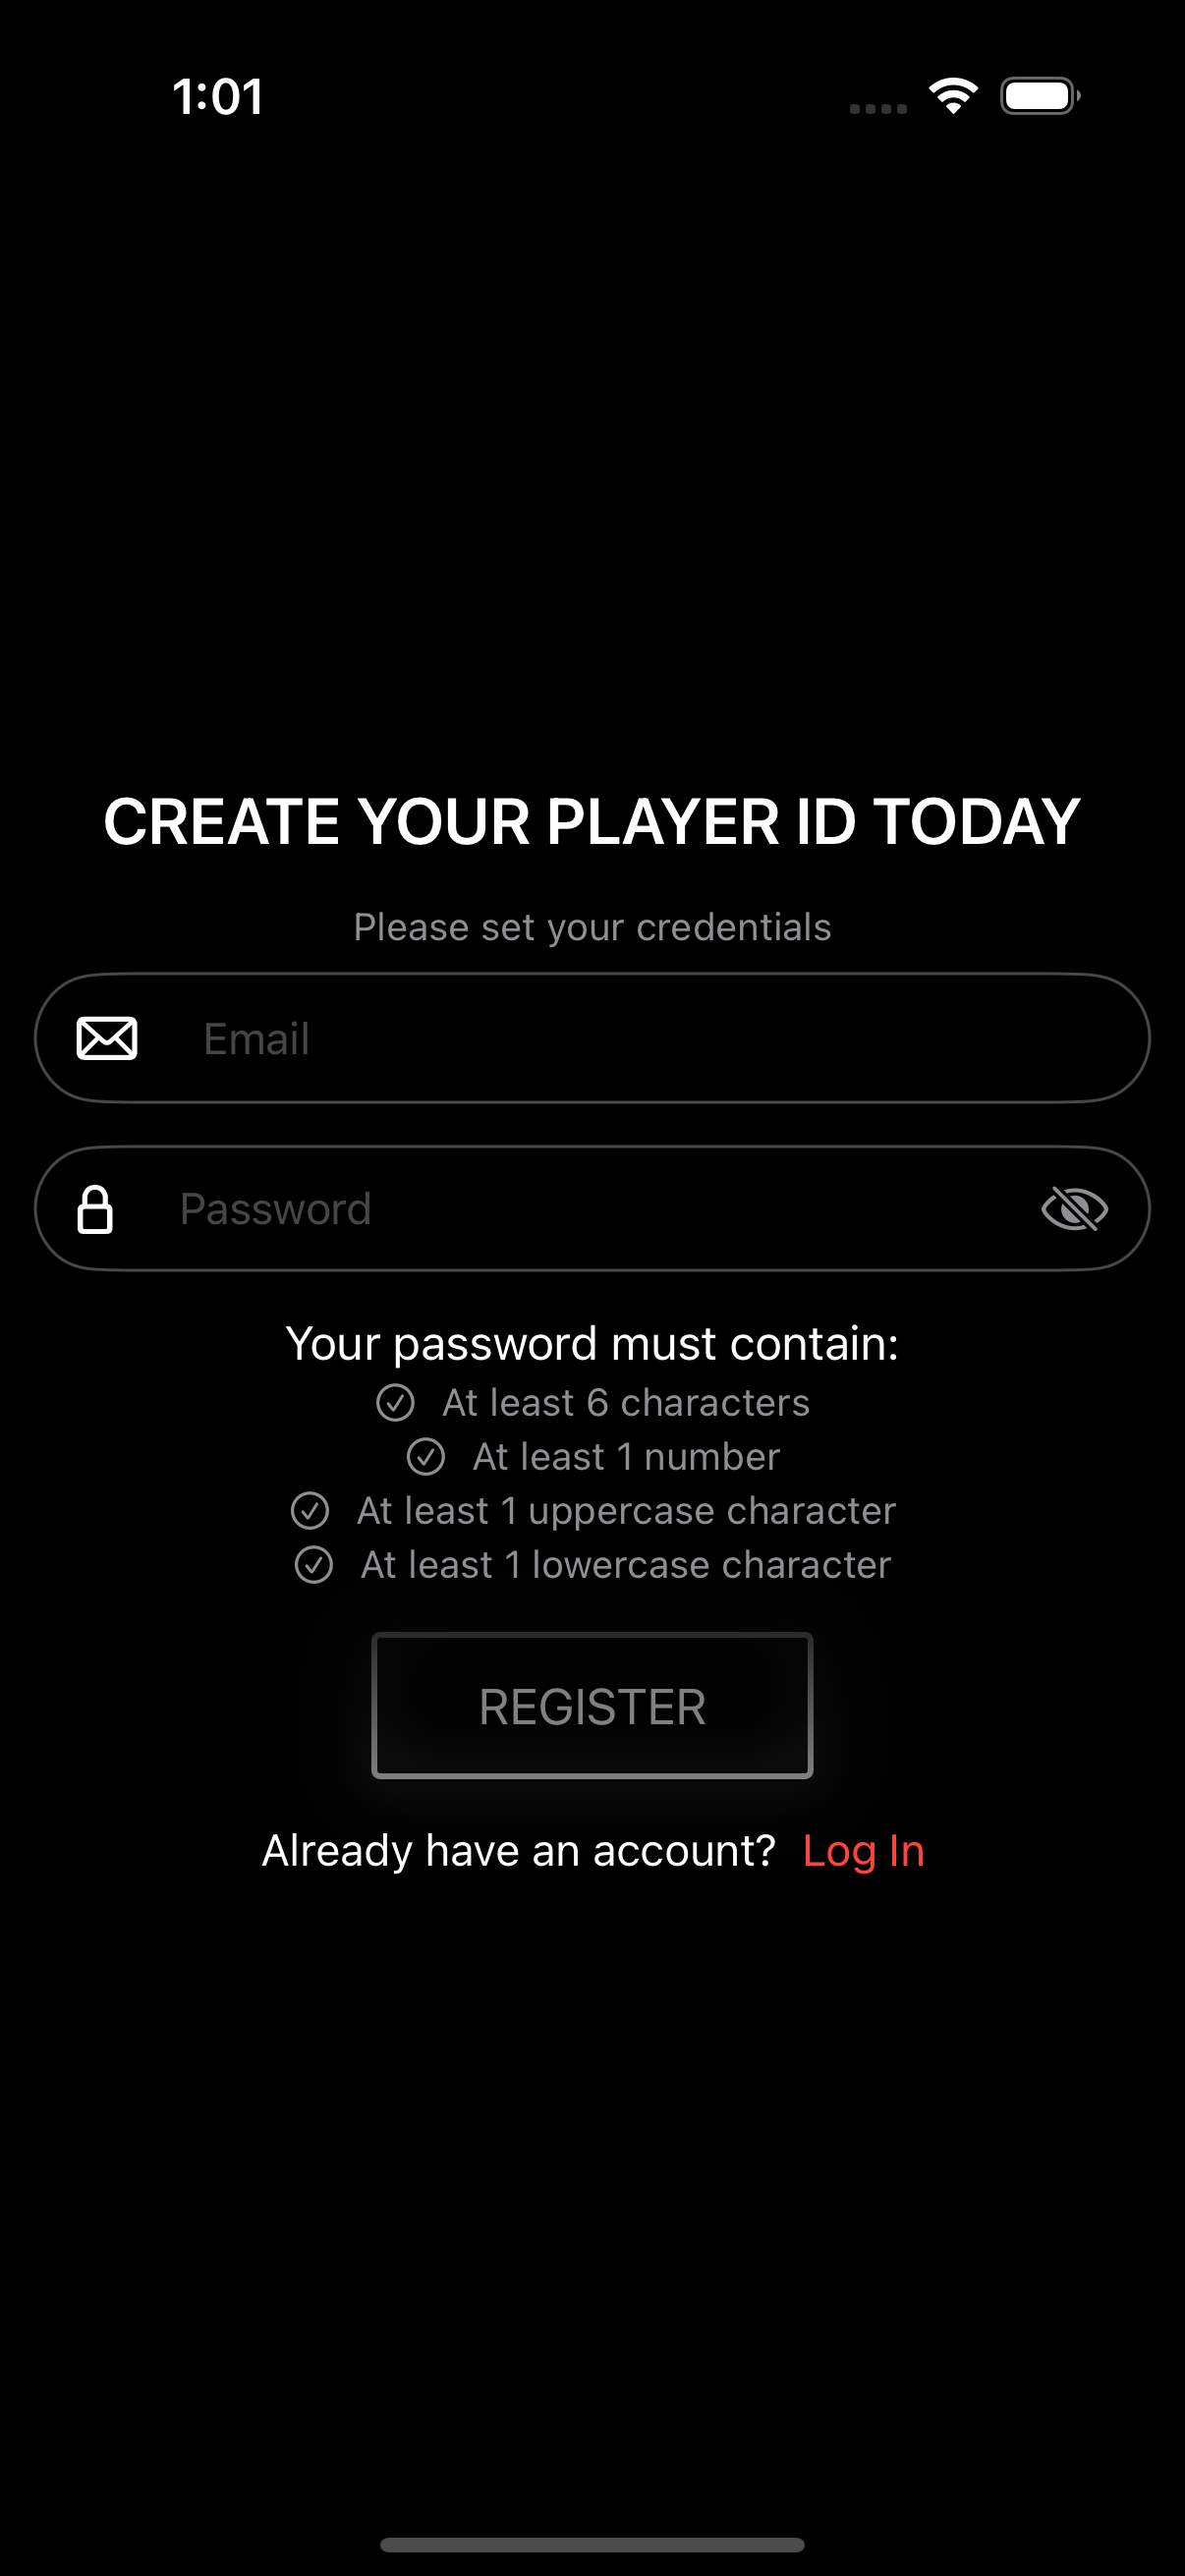 1:01
CREATE YOUR PLAYER ID TODAY
Please set your credentials
Email
Password
Your password must contain:
At least 6 characters
At least 1 number
At least 1 uppercase character
At least 1 lowercase character
REGISTER
Already have an account? Log In